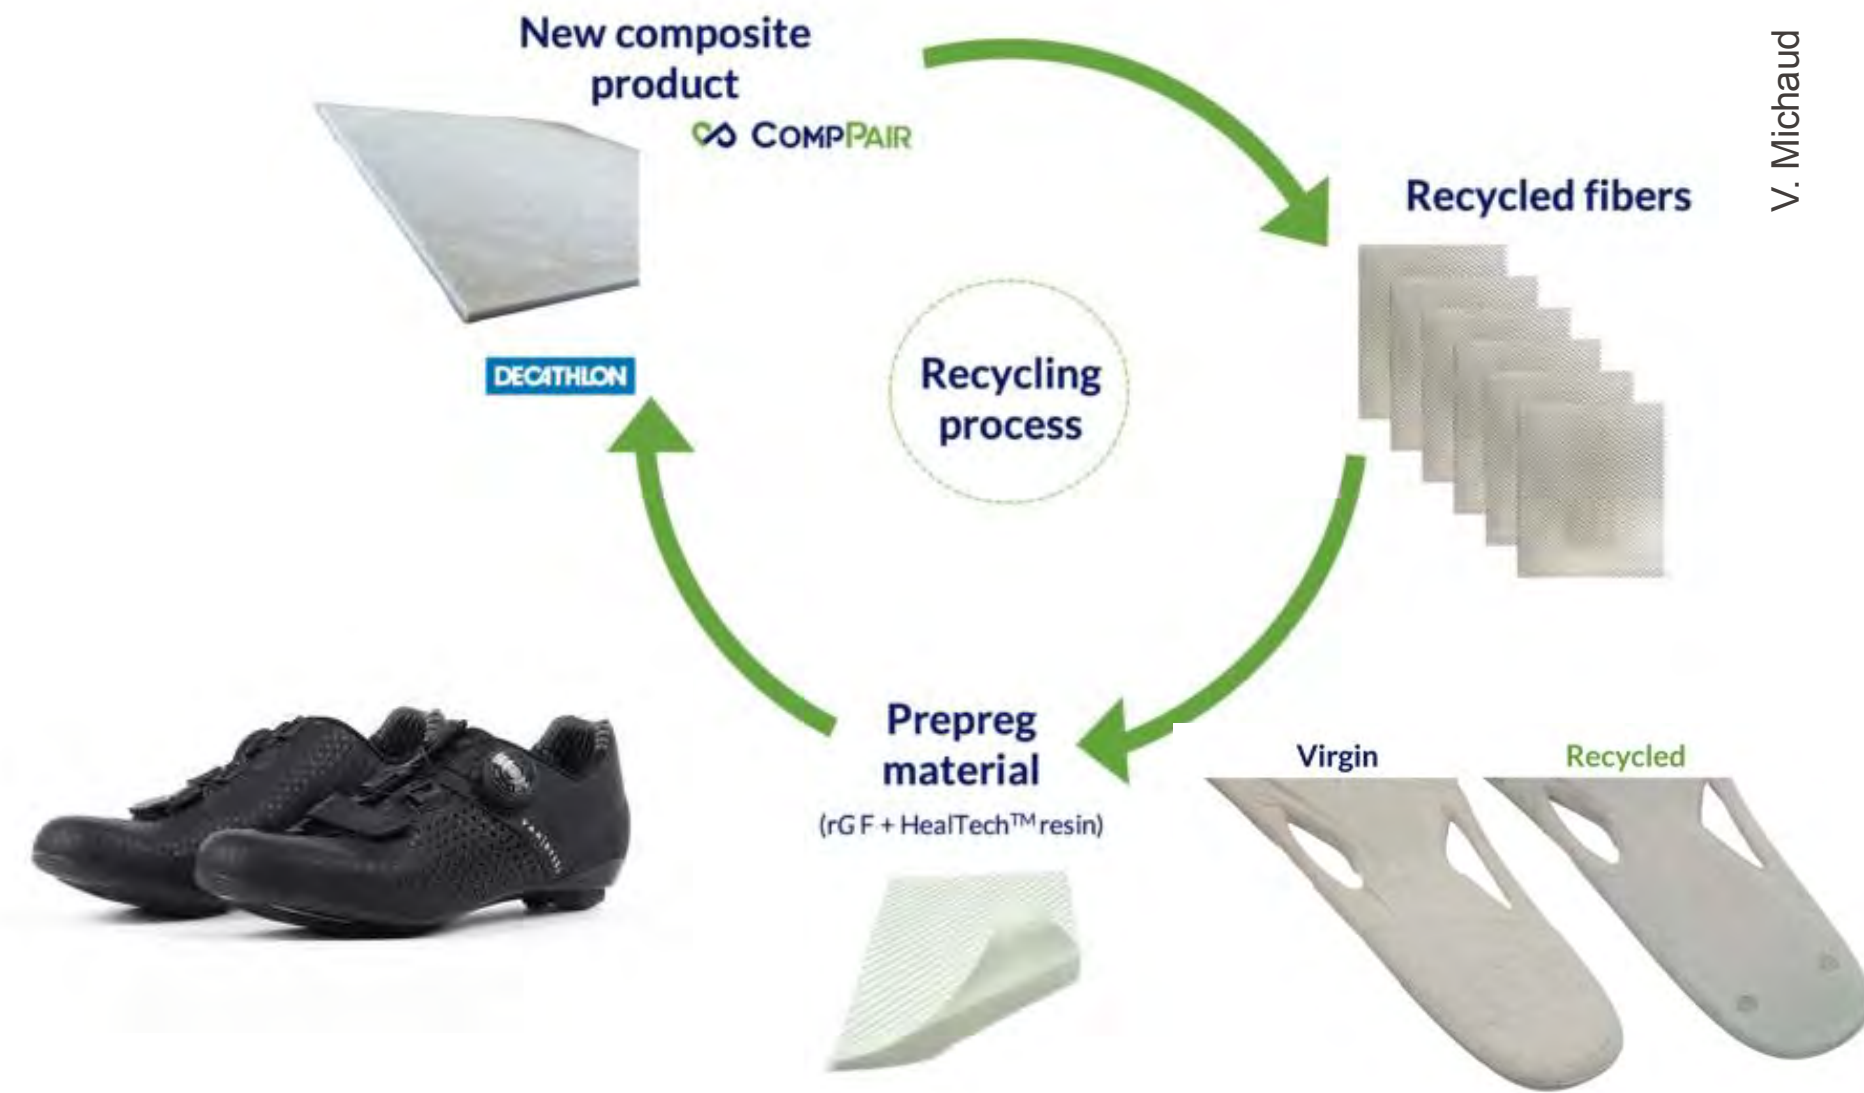 New composite
product
COMPPAIR
V. Michaud
Recycled fibers
DECATHLON
Recycling
process
Prepreg
material
(rGF + HealTech™ resin)
Virgin
Recycled